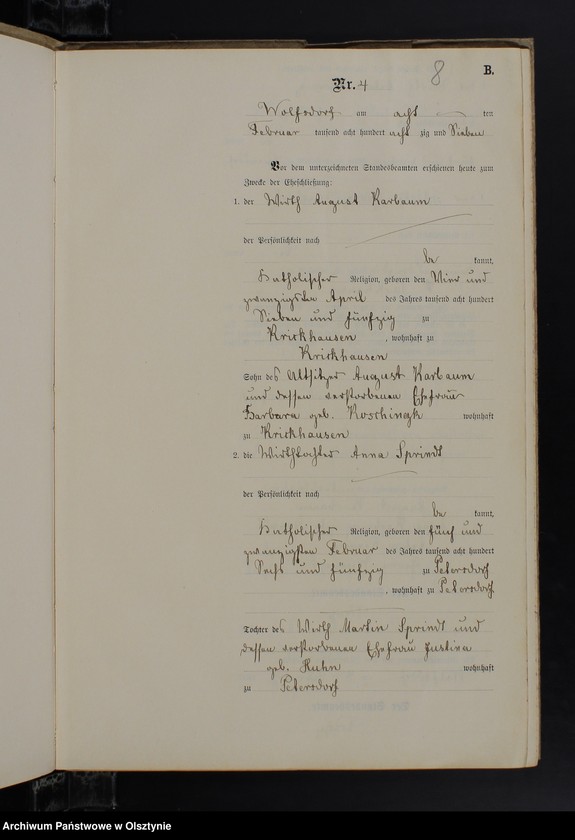 8
B.
Nr. 4
Wolfsdorf am acht ten
Februar tausend acht hundert acht zig und Sieben
Vor dem unterzeichneten Standesbeamten erschienen heute zum
Zwecke der Eheschließung:
1. der Wirth August Karbaum
der Persönlichkeit nach
be kannt,
katholischer Religion, geboren den Vier und
zwanzigsten April des Jahres tausend acht hundert
Sieben und fünfzig zu
Krickhausen , wohnhaft zu
Krickhausen
Sohn des Altsitzer August Karbaum
und dessen verstorbenen Ehefrau
Barbara geb. Koschingk wohnhaft
zu Krickhausen
2. die Wirthstochter Anna Sprindt
der Persönlichkeit nach
be kannt,
katholischer Religion, geboren den fünf und
zwanzigsten Februar des Jahres tausend acht hundert
Sechs und fünfzig zu Petersdorf
, wohnhaft zu Petersdorf
Tochter des Wirth Martin Sprindt und
dessen verstorbenen Ehefrau Justina
geb. Kuhn wohnhaft
zu Petersdorf
Archiwum Państwowe w Olsztynie